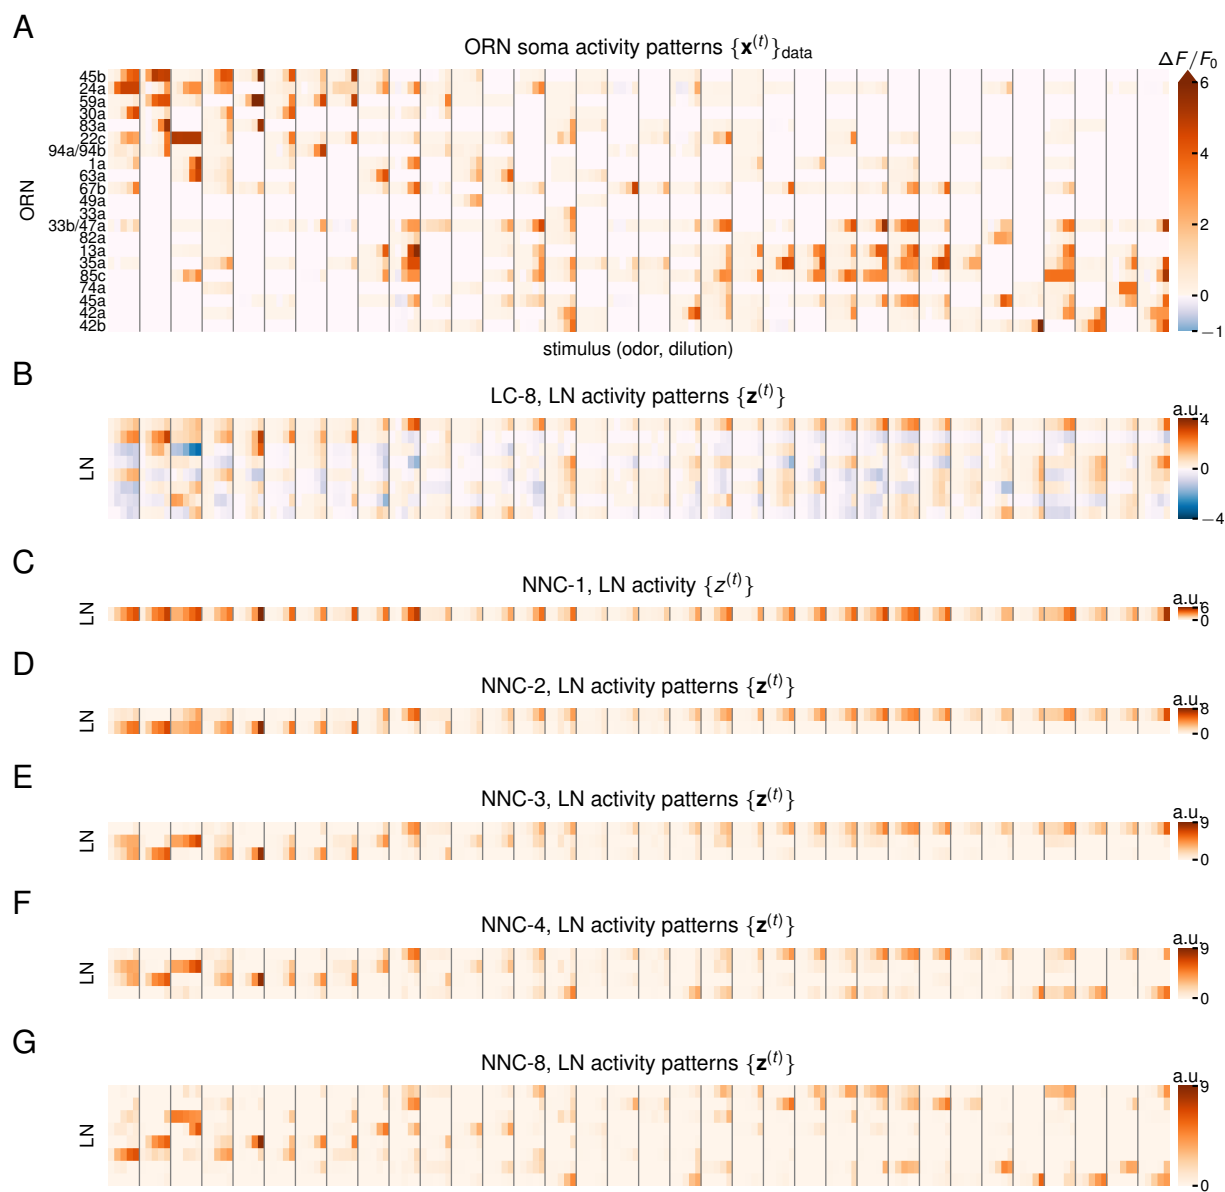 A
ORN soma activity patterns {x^(t)}_data
ΔF/F₀
ORN
45b
24a
59a
30a
83a
22c
94a/94b
1a
63a
67b
49a
33a
33b/47a
82a
13a
35a
85c
74a
45a
42a
42b
6
4
2
0
−1
stimulus (odor, dilution)
B
LC-8, LN activity patterns {z^(t)}
a.u.
LN
4
0
−4
C
NNC-1, LN activity {z^(t)}
a.u.
LN
6
0
D
NNC-2, LN activity patterns {z^(t)}
a.u.
LN
8
0
E
NNC-3, LN activity patterns {z^(t)}
a.u.
LN
9
0
F
NNC-4, LN activity patterns {z^(t)}
a.u.
LN
9
0
G
NNC-8, LN activity patterns {z^(t)}
a.u.
LN
9
0